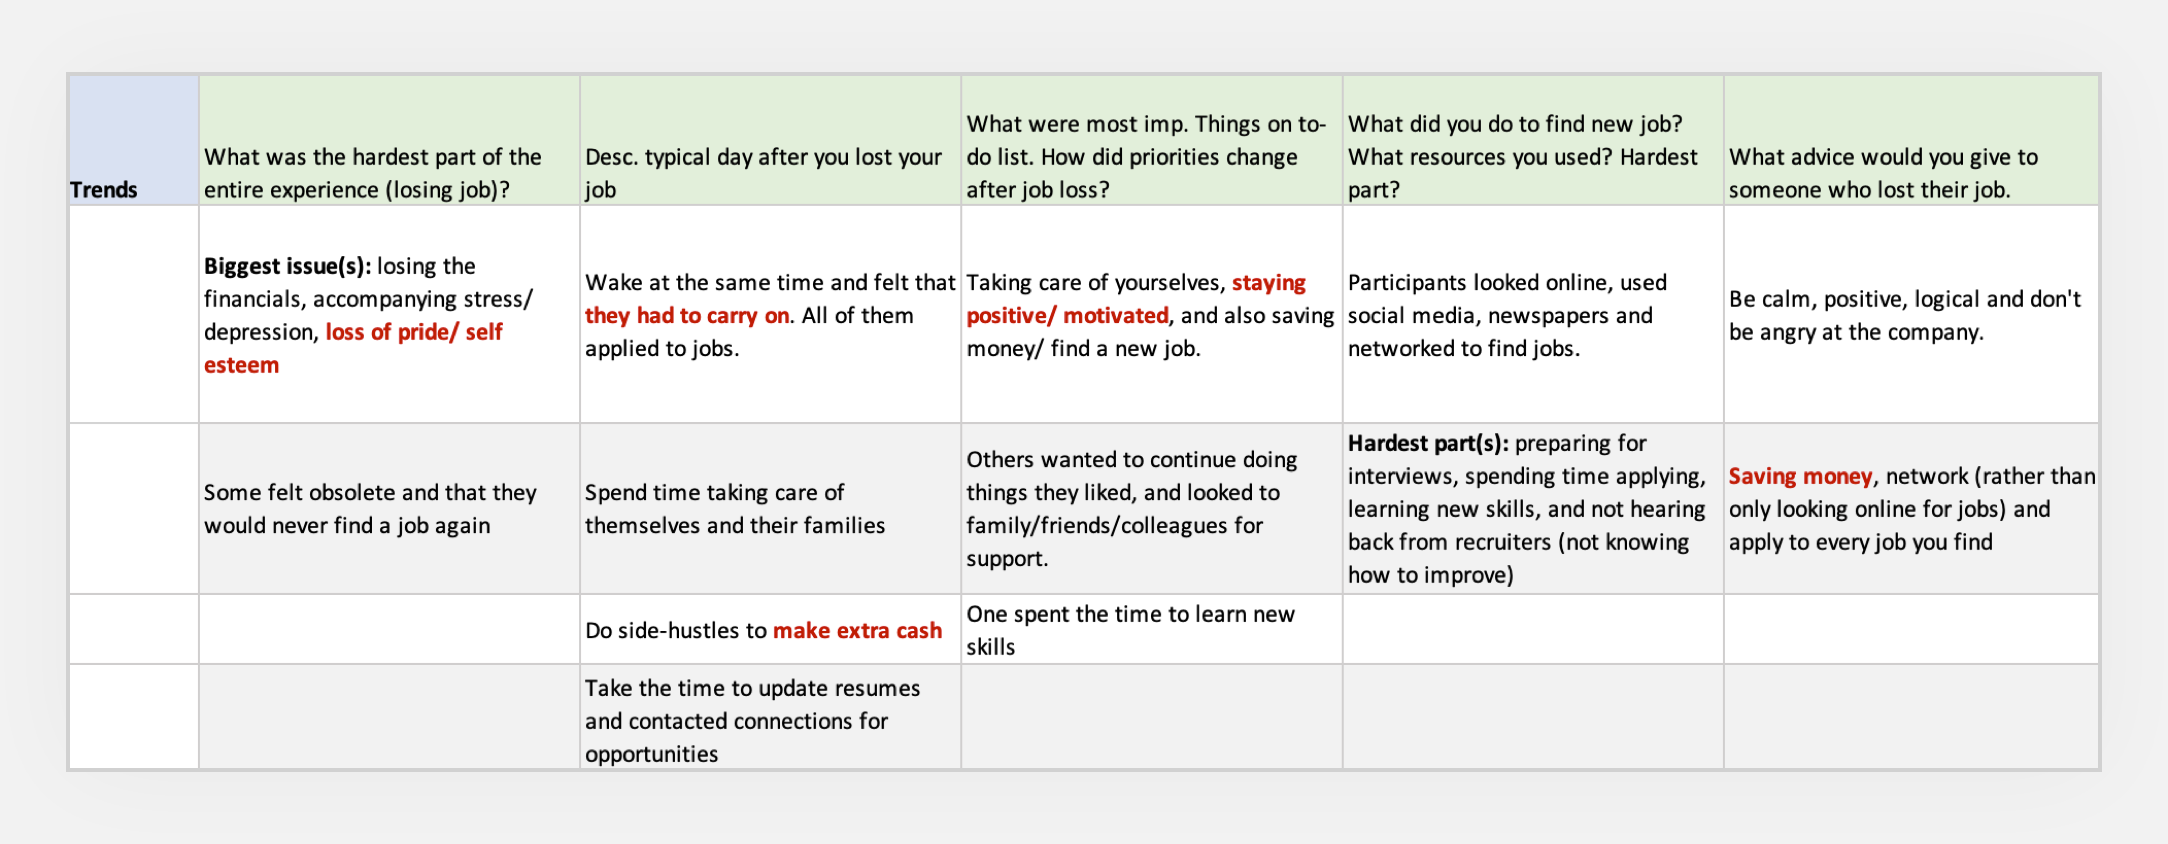 Trends
What was the hardest part of the
entire experience (losing job)?
Desc. typical day after you lost your
job
What were most imp. Things on to-
do list. How did priorities change
after job loss?
What did you do to find new job?
What resources you used? Hardest
part?
What advice would you give to
someone who lost their job.
Biggest issue(s): losing the
financials, accompanying stress/
depression, loss of pride/ self
esteem
Wake at the same time and felt that
they had to carry on. All of them
applied to jobs.
Taking care of yourselves, staying
positive/ motivated, and also saving
money/ find a new job.
Participants looked online, used
social media, newspapers and
networked to find jobs.
Be calm, positive, logical and don't
be angry at the company.
Some felt obsolete and that they
would never find a job again
Spend time taking care of
themselves and their families
Others wanted to continue doing
things they liked, and looked to
family/friends/colleagues for
support.
Hardest part(s): preparing for
interviews, spending time applying,
learning new skills, and not hearing
back from recruiters (not knowing
how to improve)
Saving money, network (rather than
only looking online for jobs) and
apply to every job you find
Do side-hustles to make extra cash
One spent the time to learn new
skills
Take the time to update resumes
and contacted connections for
opportunities